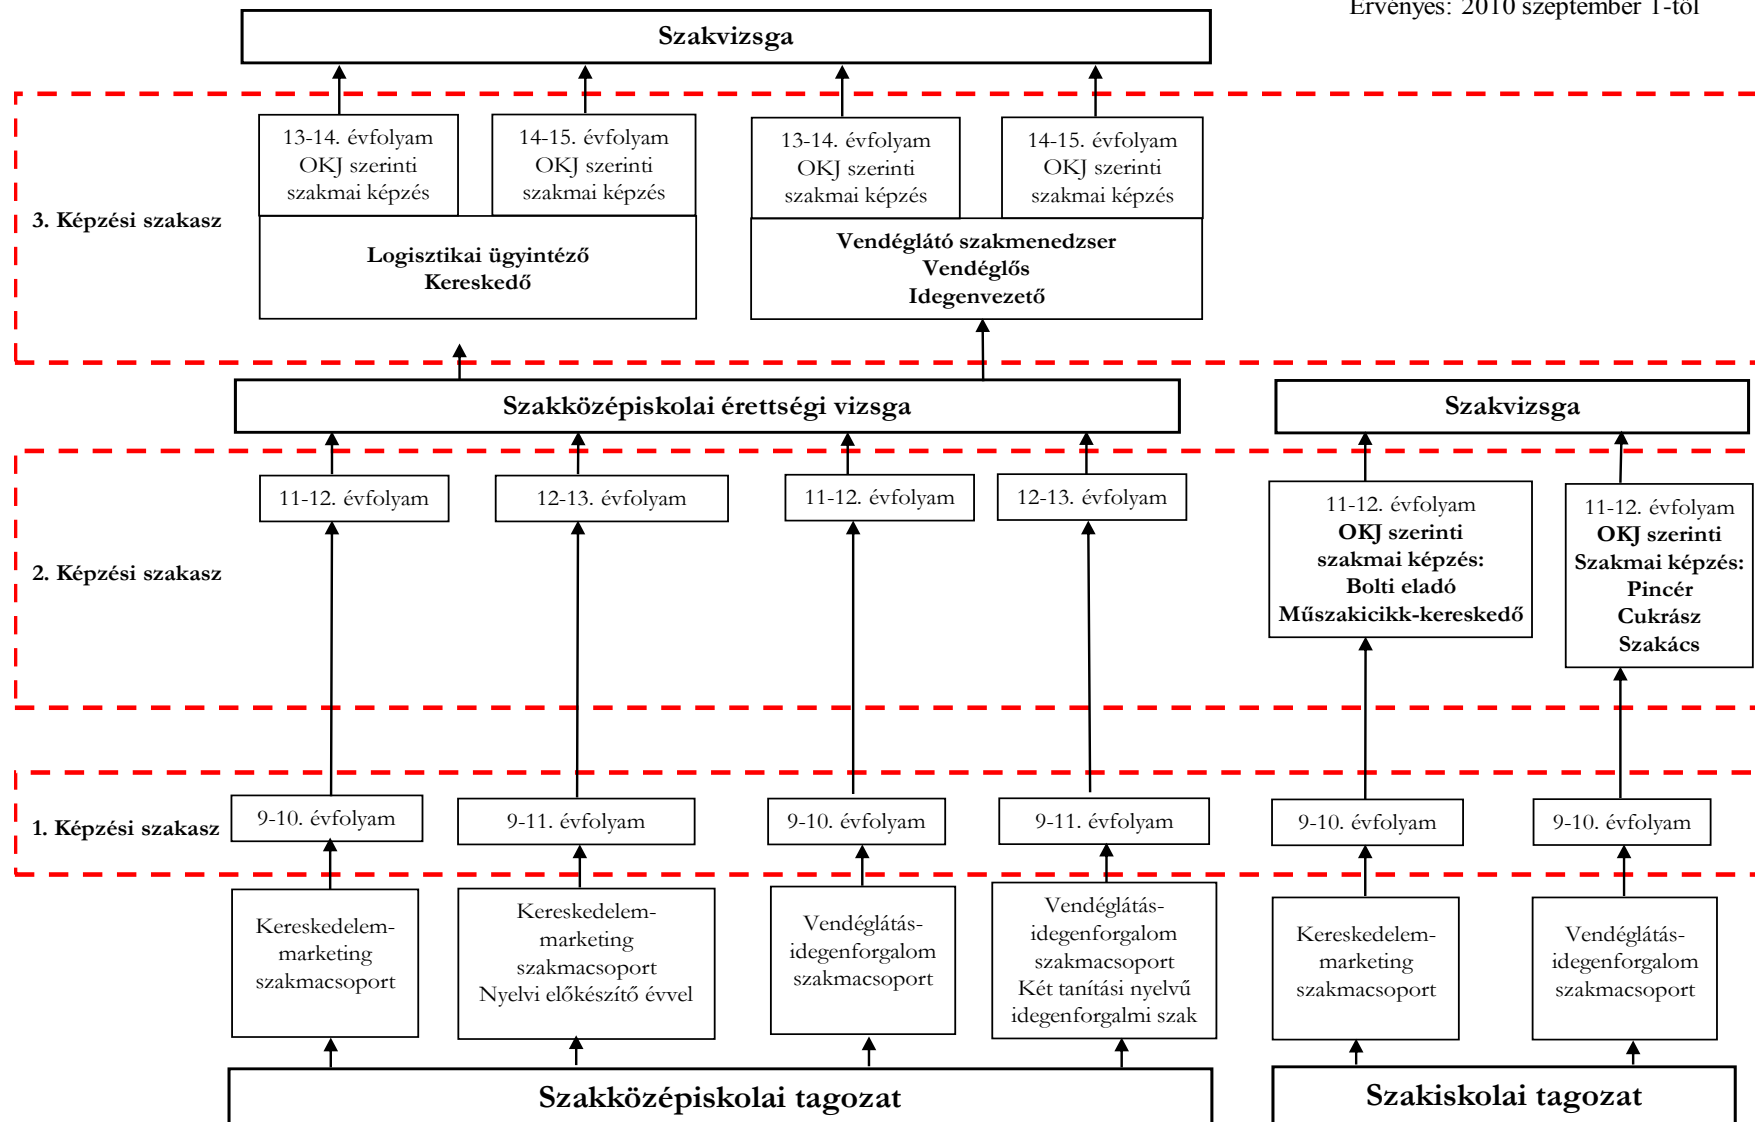 Érvényes: 2010 szeptember 1-től
Szakvizsga
13-14. évfolyam
OKJ szerinti
szakmai képzés
14-15. évfolyam
OKJ szerinti
szakmai képzés
13-14. évfolyam
OKJ szerinti
szakmai képzés
14-15. évfolyam
OKJ szerinti
szakmai képzés
3. Képzési szakasz
Logisztikai ügyintéző
Kereskedő
Vendéglátó szakmenedzser
Vendéglős
Idegenvezető
Szakközépiskolai érettségi vizsga
Szakvizsga
11-12. évfolyam
12-13. évfolyam
11-12. évfolyam
12-13. évfolyam
11-12. évfolyam
OKJ szerinti
szakmai képzés:
Bolti eladó
Műszakicikk-kereskedő
11-12. évfolyam
OKJ szerinti
Szakmai képzés:
Pincér
Cukrász
Szakács
2. Képzési szakasz
1. Képzési szakasz
9-10. évfolyam
9-11. évfolyam
9-10. évfolyam
9-11. évfolyam
9-10. évfolyam
9-10. évfolyam
Kereskedelem-
marketing
szakmacsoport
Kereskedelem-
marketing
szakmacsoport
Nyelvi előkészítő évvel
Vendéglátás-
idegenforgalom
szakmacsoport
Vendéglátás-
idegenforgalom
szakmacsoport
Két tanítási nyelvű
idegenforgalmi szak
Kereskedelem-
marketing
szakmacsoport
Vendéglátás-
idegenforgalom
szakmacsoport
Szakközépiskolai tagozat
Szakiskolai tagozat